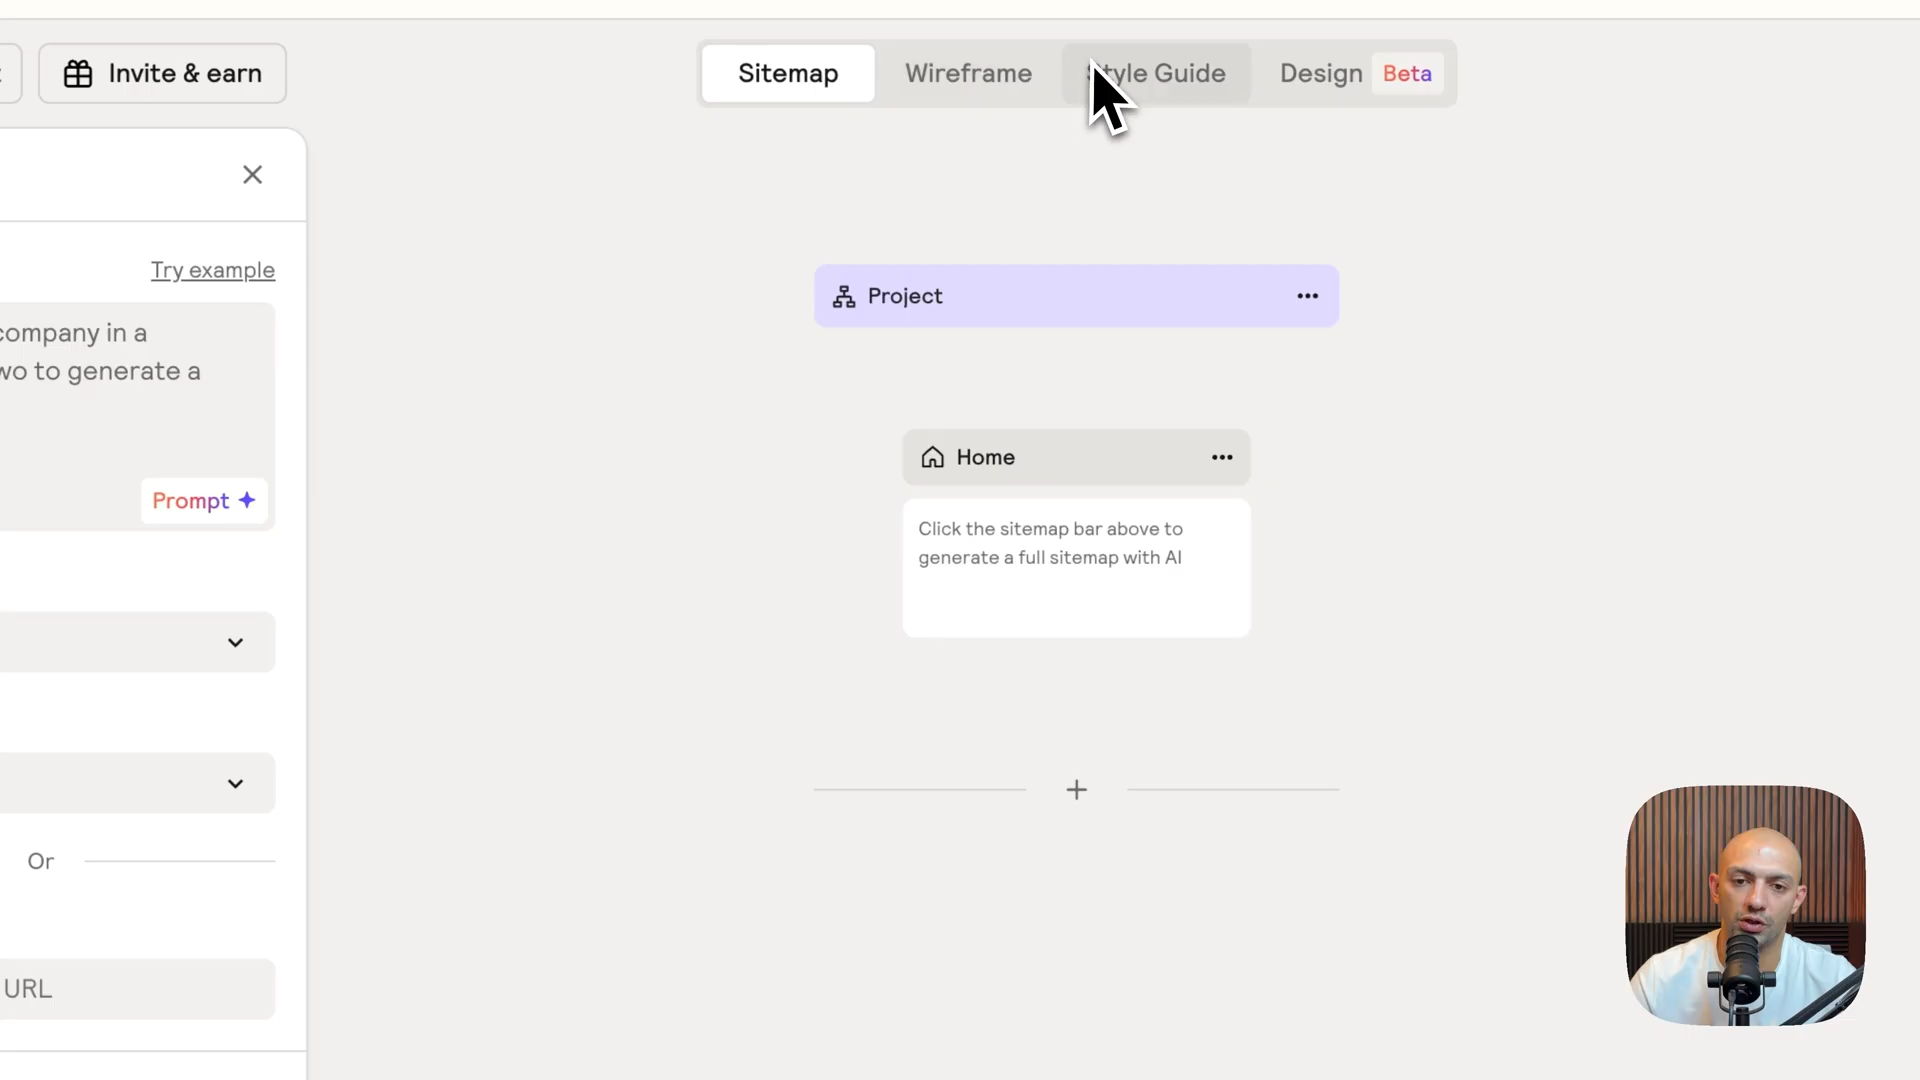 Invite & earn
Sitemap
Wireframe
Style Guide
Design Beta
Try example
company in a
wo to generate a
Prompt
Or
URL
Project
Home
Click the sitemap bar above to
generate a full sitemap with AI